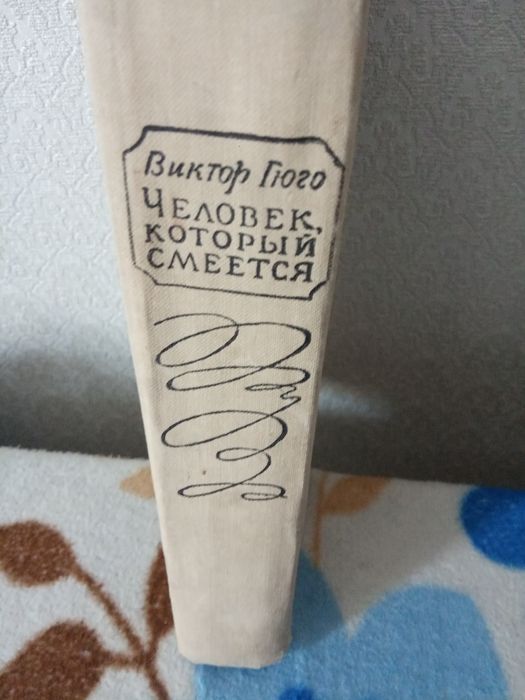 Виктор Гюго
Человек,
который
смеется